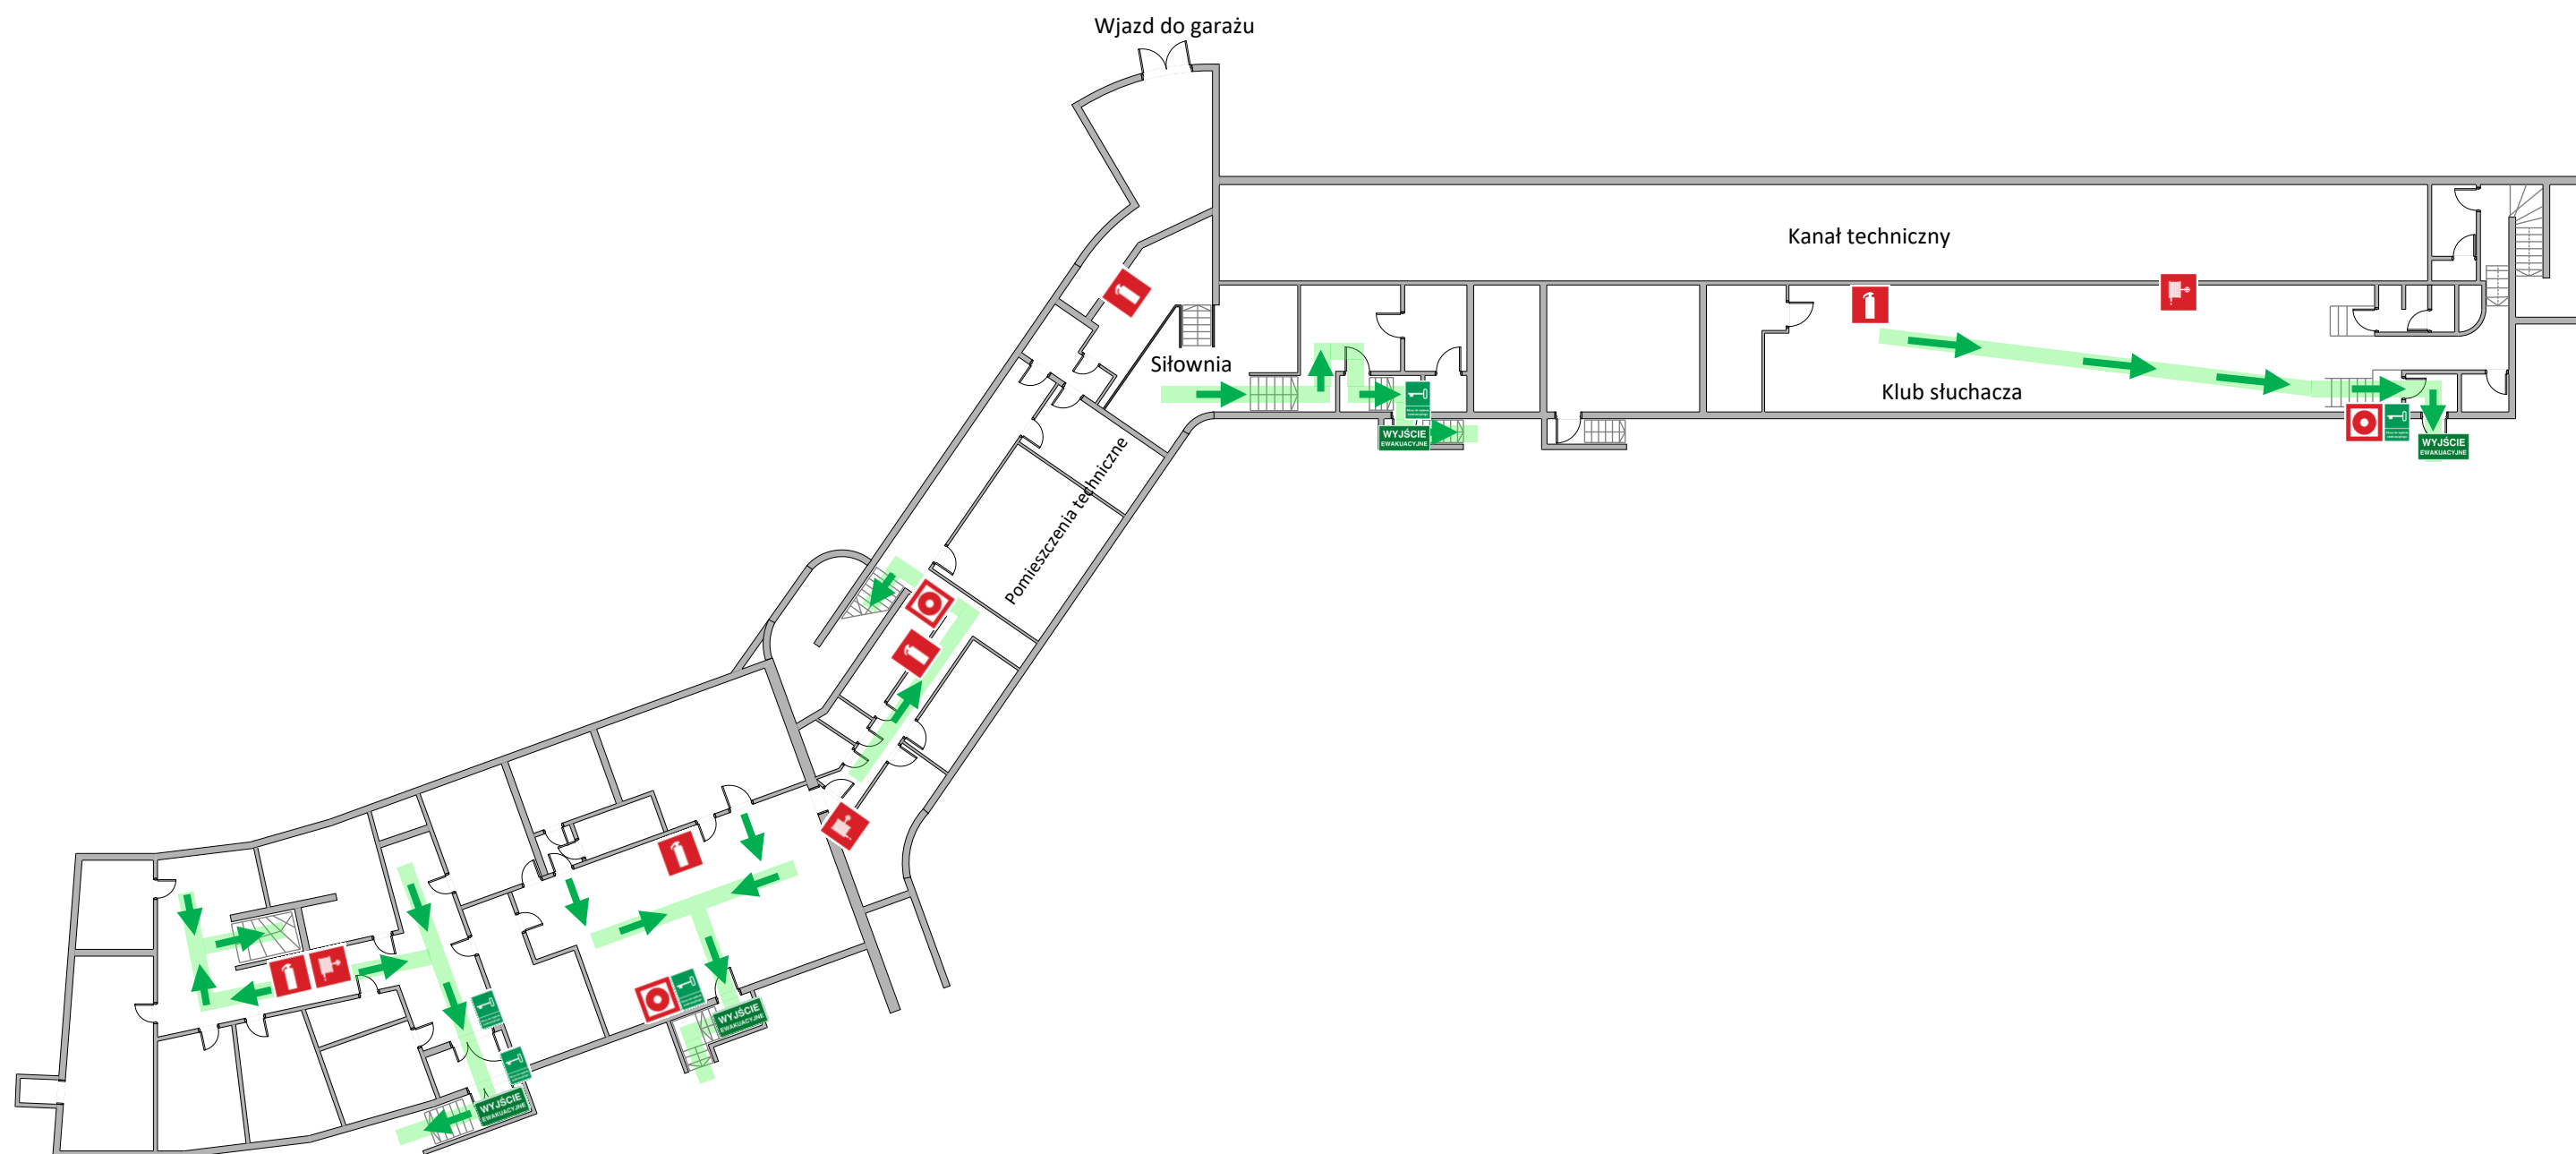 Wjazd do garażu
Kanał techniczny
Siłownia
Klub słuchacza
WYJŚCIE
EWAKUACYJNE
WYJŚCIE
EWAKUACYJNE
Pomieszczenia techniczne
WYJŚCIE
EWAKUACYJNE
WYJŚCIE
EWAKUACYJNE